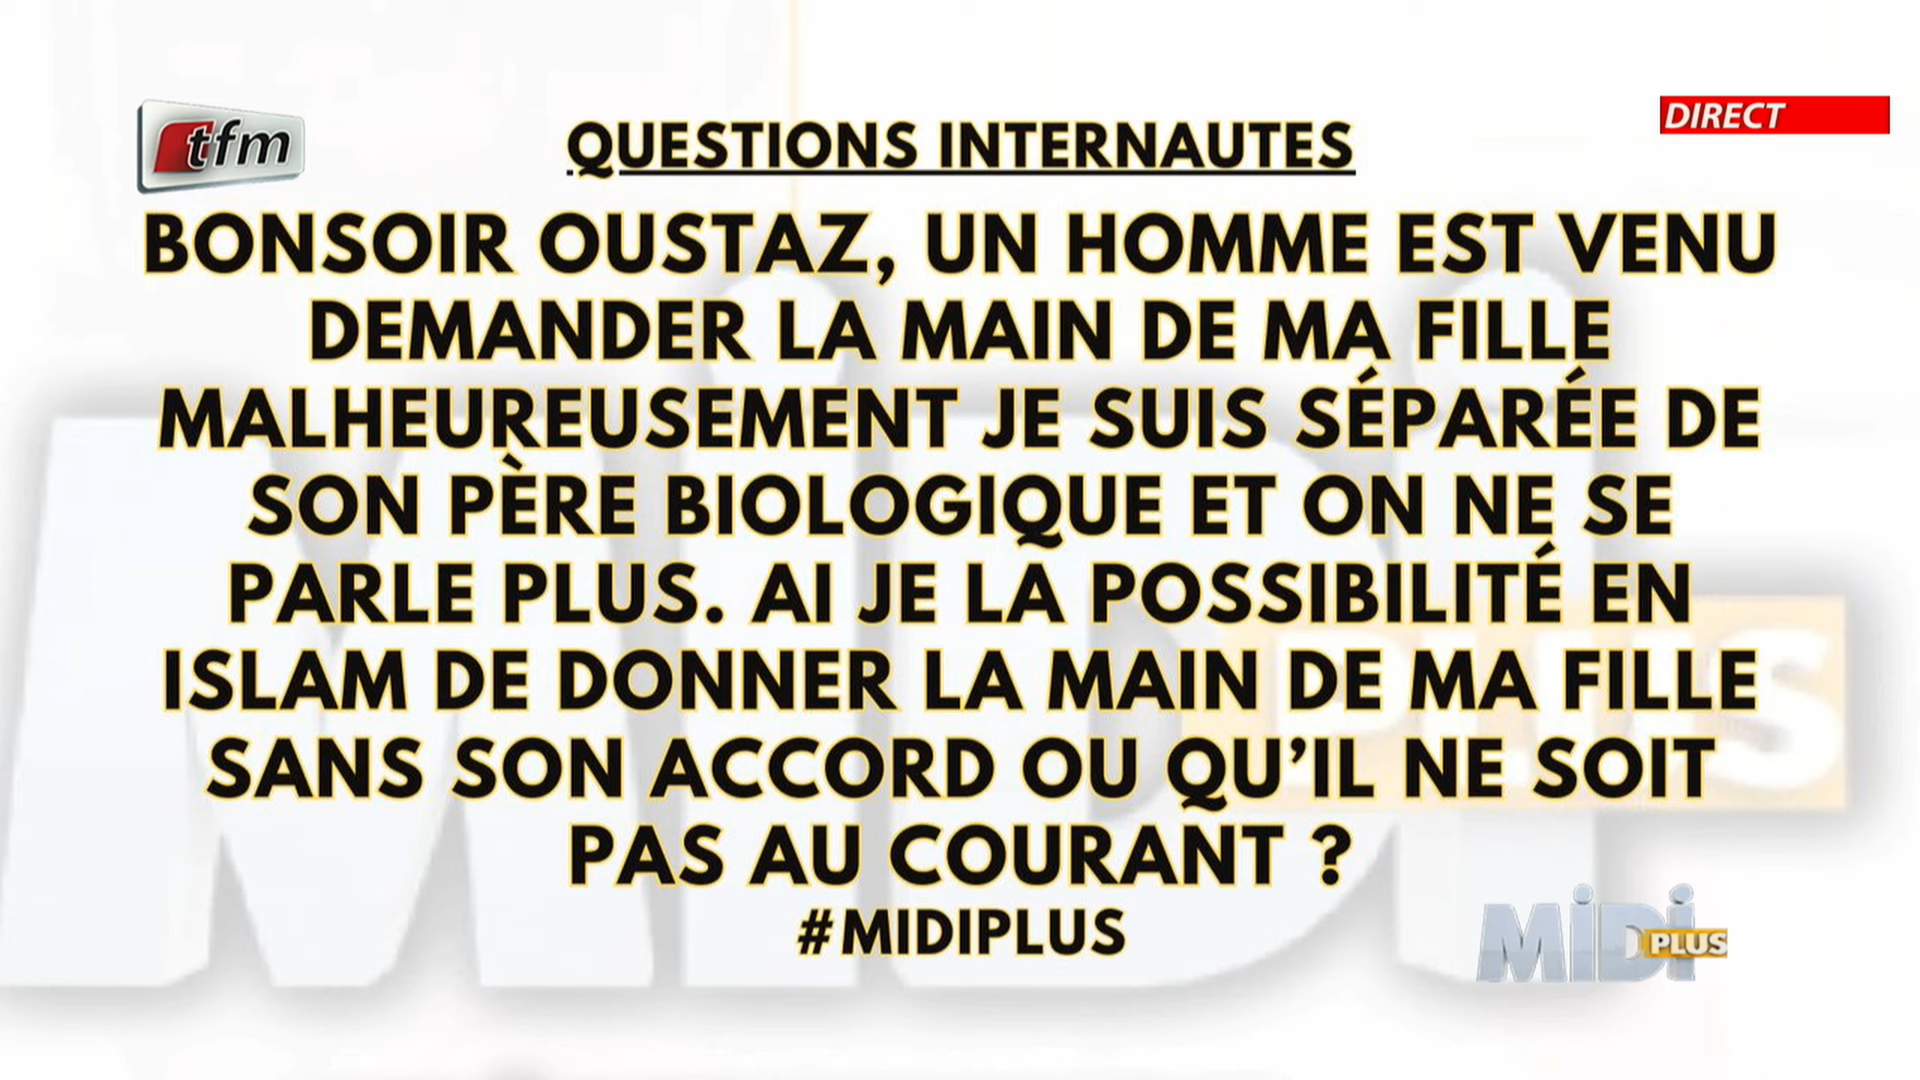 tfm
QUESTIONS INTERNAUTES
DIRECT
BONSOIR OUSTAZ, UN HOMME EST VENU
DEMANDER LA MAIN DE MA FILLE
MALHEUREUSEMENT JE SUIS SÉPARÉE DE
SON PÈRE BIOLOGIQUE ET ON NE SE
PARLE PLUS. AI JE LA POSSIBILITÉ EN
ISLAM DE DONNER LA MAIN DE MA FILLE
SANS SON ACCORD OU QU’IL NE SOIT
PAS AU COURANT ?
#MIDIPLUS
MiDi PLUS
MiDi PLUS